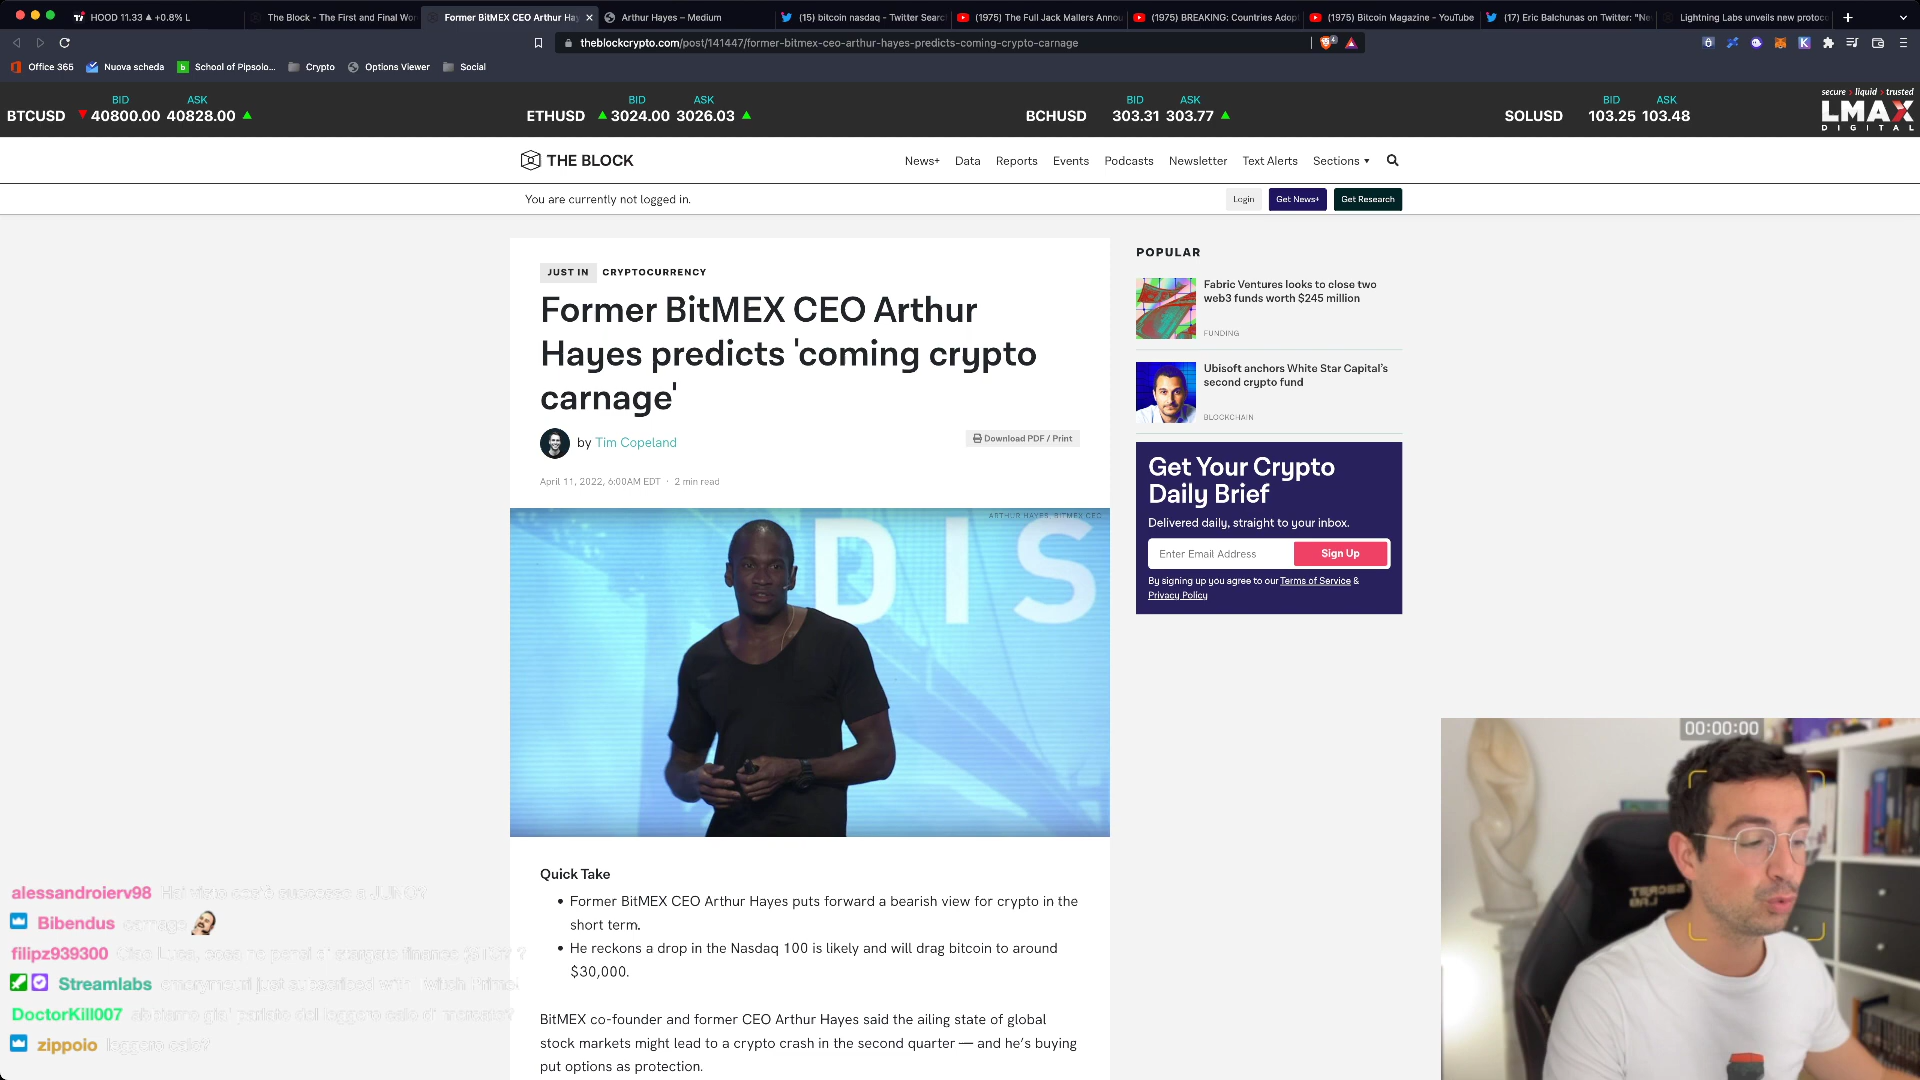 HOOD 11.33 ▲ +0.8% L
The Block - The First and Final Wor
Former BitMEX CEO Arthur Ha
Arthur Hayes – Medium
(15) bitcoin nasdaq - Twitter Searc
(1975) The Full Jack Mallers Annou
(1975) BREAKING: Countries Adop
(1975) Bitcoin Magazine - YouTube
(17) Eric Balchunas on Twitter: "Ne
Lightning Labs unveils new protoco
theblockcrypto.com/post/141447/former-bitmex-ceo-arthur-hayes-predicts-coming-crypto-carnage
Office 365
Nuova scheda
School of Pipsolo...
Crypto
Options Viewer
Social
BTCUSD BID 40800.00 ASK 40828.00
ETHUSD BID 3024.00 ASK 3026.03
BCHUSD BID 303.31 ASK 303.77
SOLUSD BID 103.25 ASK 103.48
secure liquid trusted
LMAX
DIGITAL
THE BLOCK
News+ Data Reports Events Podcasts Newsletter Text Alerts Sections
You are currently not logged in.
Login Get News+ Get Research
JUST IN CRYPTOCURRENCY
Former BitMEX CEO Arthur
Hayes predicts 'coming crypto
carnage'
by Tim Copeland
Download PDF / Print
April 11, 2022, 6:00AM EDT · 2 min read
ARTHUR HAYES, BITMEX CEO
DIS
Quick Take
• Former BitMEX CEO Arthur Hayes puts forward a bearish view for crypto in the
short term.
• He reckons a drop in the Nasdaq 100 is likely and will drag bitcoin to around
$30,000.
BitMEX co-founder and former CEO Arthur Hayes said the ailing state of global
stock markets might lead to a crypto crash in the second quarter — and he's buying
put options as protection.
POPULAR
Fabric Ventures looks to close two
web3 funds worth $245 million
FUNDING
Ubisoft anchors White Star Capital's
second crypto fund
BLOCKCHAIN
Get Your Crypto
Daily Brief
Delivered daily, straight to your inbox.
Enter Email Address
Sign Up
By signing up you agree to our Terms of Service &
Privacy Policy
alessandroierv98
Bibendus carnage
filipz939300
Streamlabs just subscribed with Twitch Prime!
DoctorKill007
zippoio leggero calo?
00:00:00
SECRET
LAB